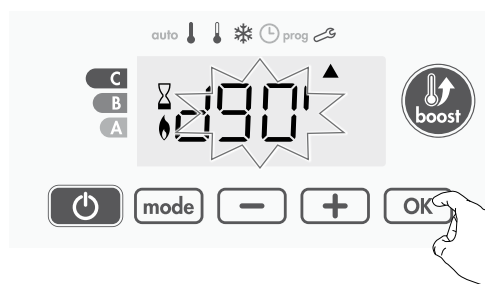 auto prog
C
B
A
d90'
boost
mode − + OK